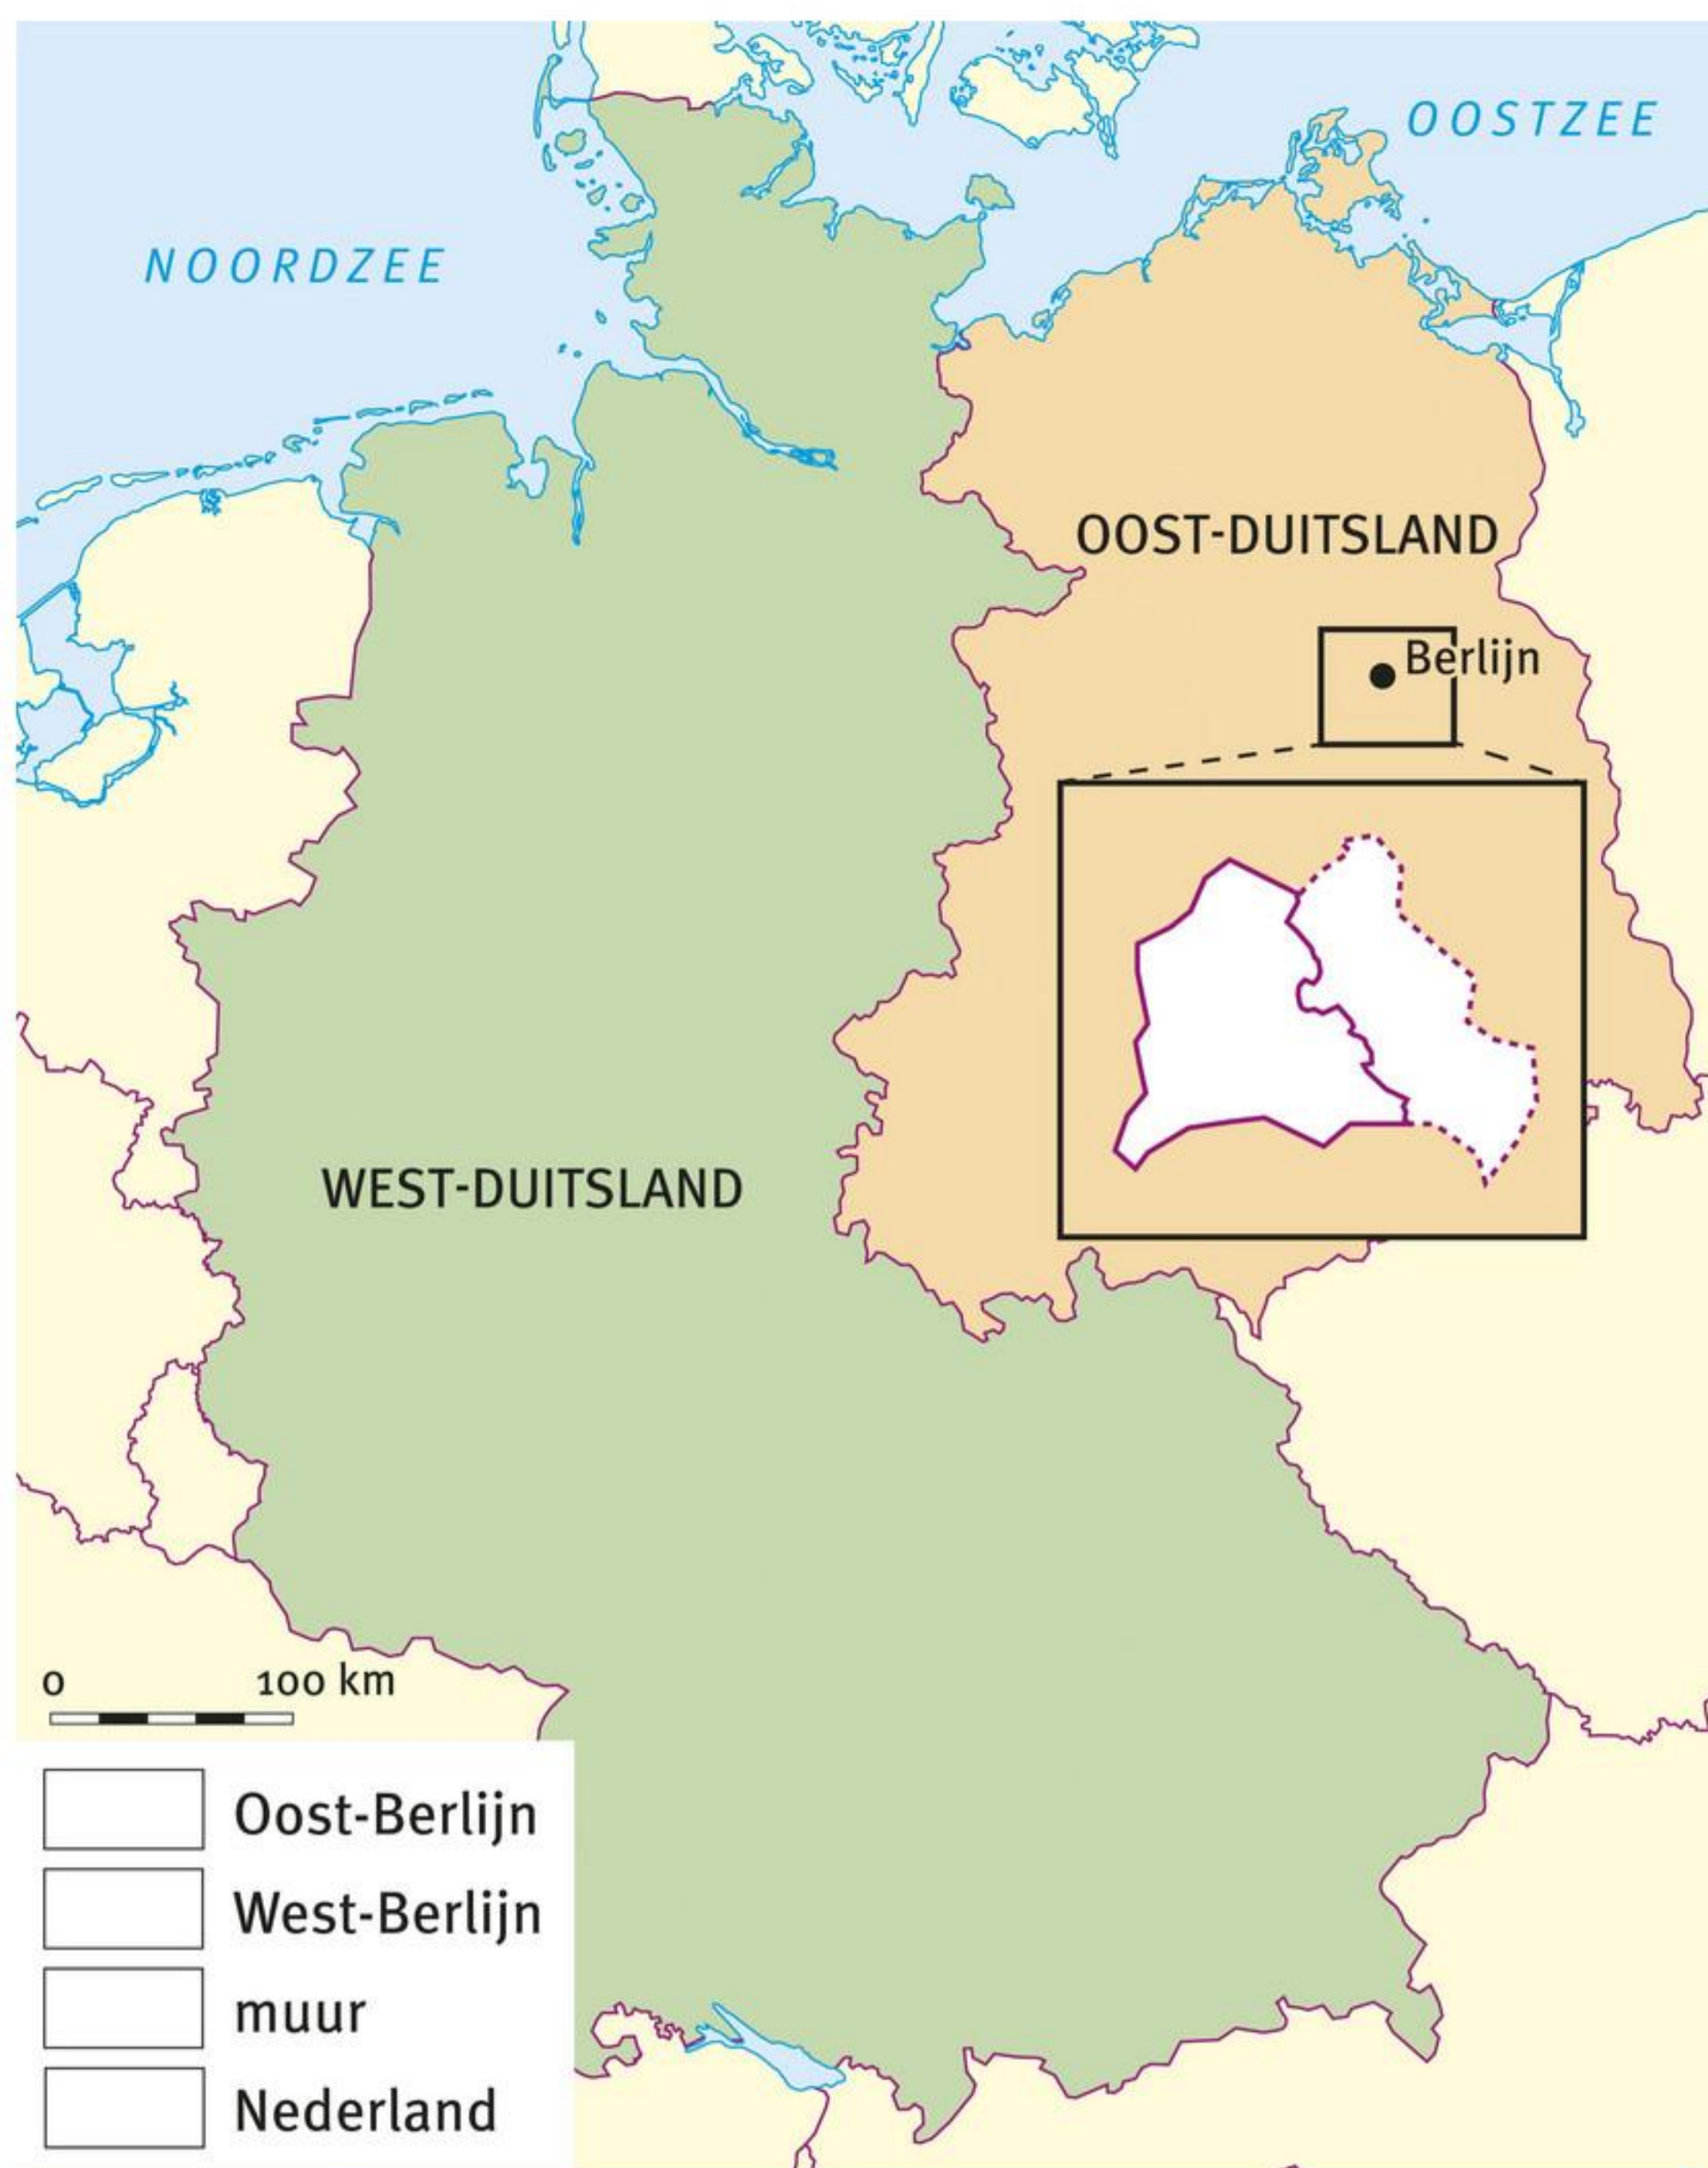 OOSTZEE
NOORDZEE
OOST-DUITSLAND
Berlijn
WEST-DUITSLAND
0 100 km
Oost-Berlijn
West-Berlijn
muur
Nederland